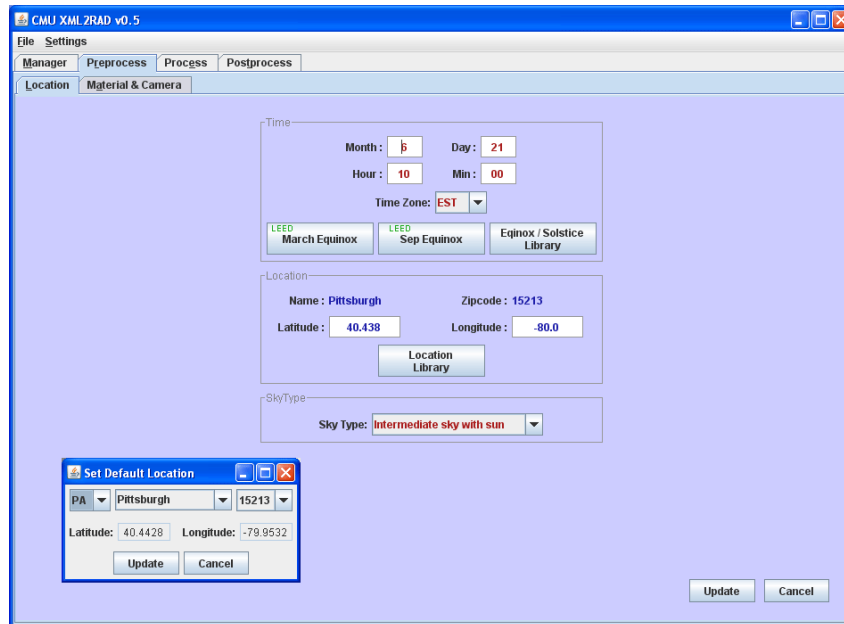 CMU XML2RAD v0.5
File Settings
Manager Preprocess Process Postprocess
Location Material & Camera
Time
Month : 6 Day : 21
Hour : 10 Min : 00
Time Zone: EST
LEED March Equinox LEED Sep Equinox Eqinox / Solstice Library
Location
Name : Pittsburgh Zipcode : 15213
Latitude : 40.438 Longitude : -80.0
Location
Library
SkyType
Sky Type: Intermediate sky with sun
Set Default Location
PA Pittsburgh 15213
Latitude: 40.4428 Longitude: -79.9532
Update Cancel
Update Cancel